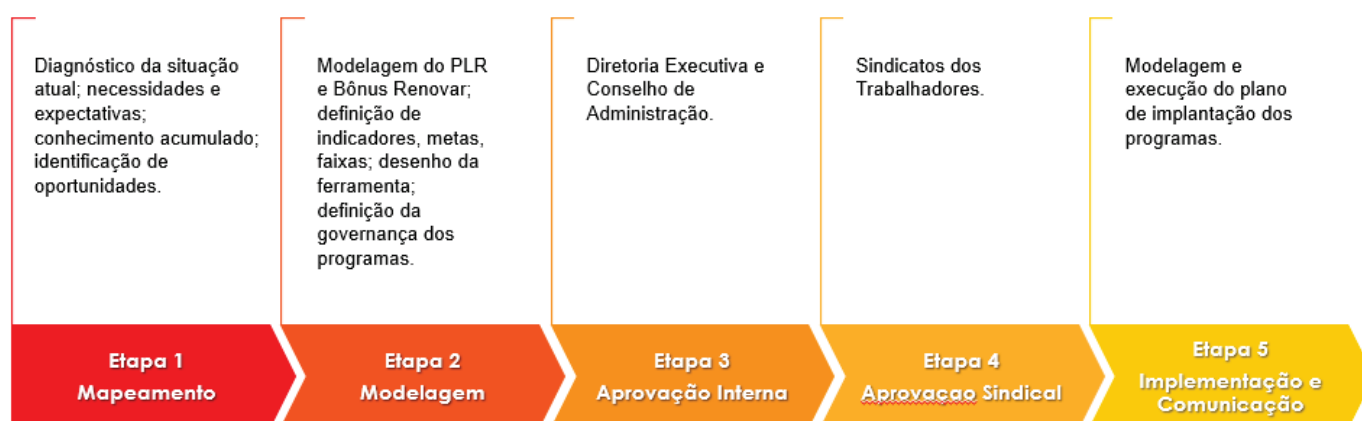 Diagnóstico da situação
atual; necessidades e
expectativas;
conhecimento acumulado;
identificação de
oportunidades.
Modelagem do PLR
e Bônus Renovar;
definição de
indicadores, metas,
faixas; desenho da
ferramenta;
definição da
governança dos
programas.
Diretoria Executiva e
Conselho de
Administração.
Sindicatos dos
Trabalhadores.
Modelagem e
execução do plano
de implantação dos
programas.
Etapa 1
Mapeamento
Etapa 2
Modelagem
Etapa 3
Aprovação Interna
Etapa 4
Aprovaçao Sindical
Etapa 5
Implementação e
Comunicação